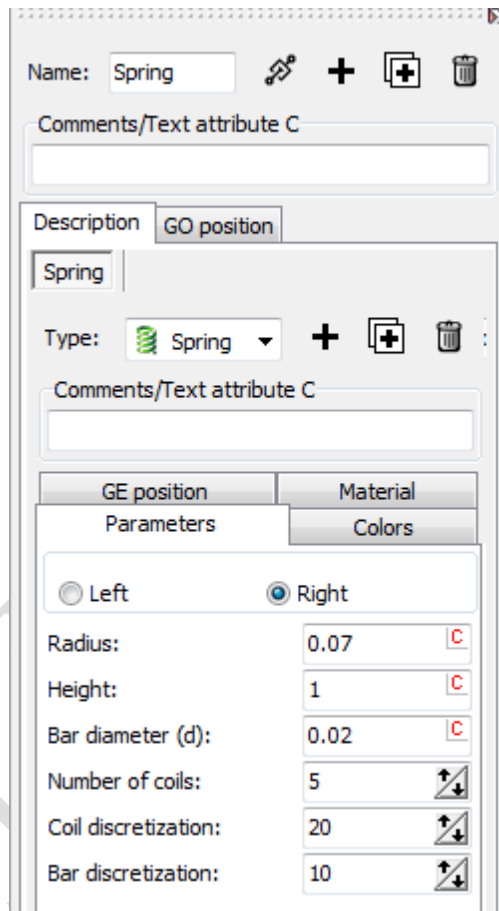 Name: Spring
Comments/Text attribute C
Description GO position
Spring
Type: Spring
Comments/Text attribute C
GE position Material
Parameters Colors
Left Right
Radius: 0.07 C
Height: 1 C
Bar diameter (d): 0.02 C
Number of coils: 5
Coil discretization: 20
Bar discretization: 10